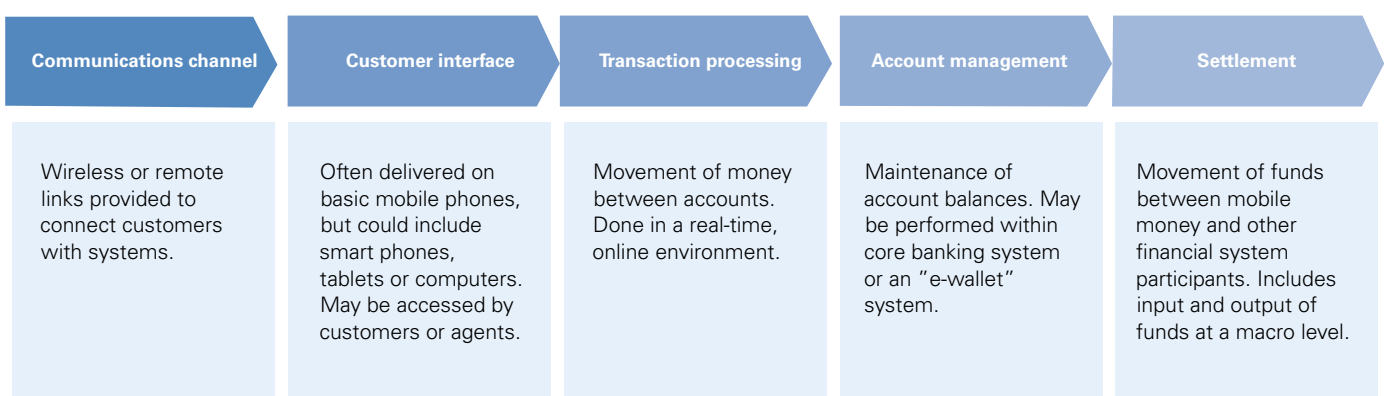 Communications channel
Customer interface
Transaction processing
Account management
Settlement
Wireless or remote
links provided to
connect customers
with systems.
Often delivered on
basic mobile phones,
but could include
smart phones,
tablets or computers.
May be accessed by
customers or agents.
Movement of money
between accounts.
Done in a real-time,
online environment.
Maintenance of
account balances. May
be performed within
core banking system
or an ”e-wallet”
system.
Movement of funds
between mobile
money and other
financial system
participants. Includes
input and output of
funds at a macro level.